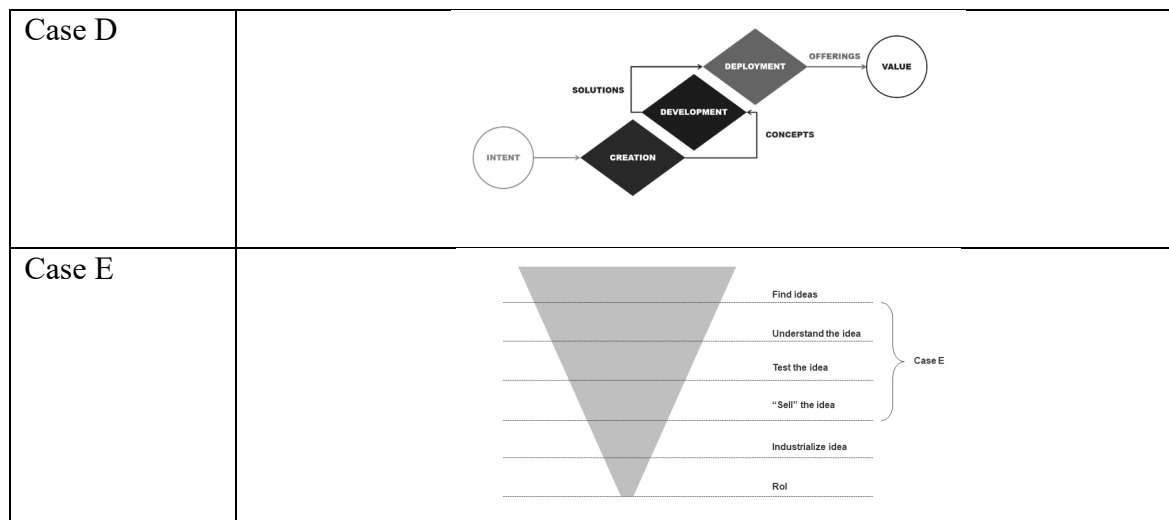 Case D
DEPLOYMENT
OFFERINGS
VALUE
SOLUTIONS
DEVELOPMENT
CONCEPTS
INTENT
CREATION
Case E
Find ideas
Understand the idea
Test the idea
Case E
“Sell” the idea
Industrialize idea
RoI